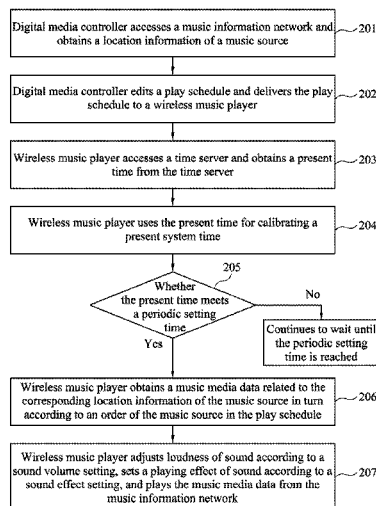 Digital media controller accesses a music information network and
obtains a location information of a music source
201
Digital media controller edits a play schedule and delivers the play
schedule to a wireless music player
202
Wireless music player accesses a time server and obtains a present
time from the time server
203
Wireless music player uses the present time for calibrating a
present system time
204
205
Whether
the present time meets
a periodic setting
time
No
Yes
Continues to wait until
the periodic setting
time is reached
Wireless music player obtains a music media data related to the
corresponding location information of the music source in turn
according to an order of the music source in the play schedule
206
Wireless music player adjusts loudness of sound according to a
sound volume setting, sets a playing effect of sound according to a
sound effect setting, and plays the music media data from the
music information network
207